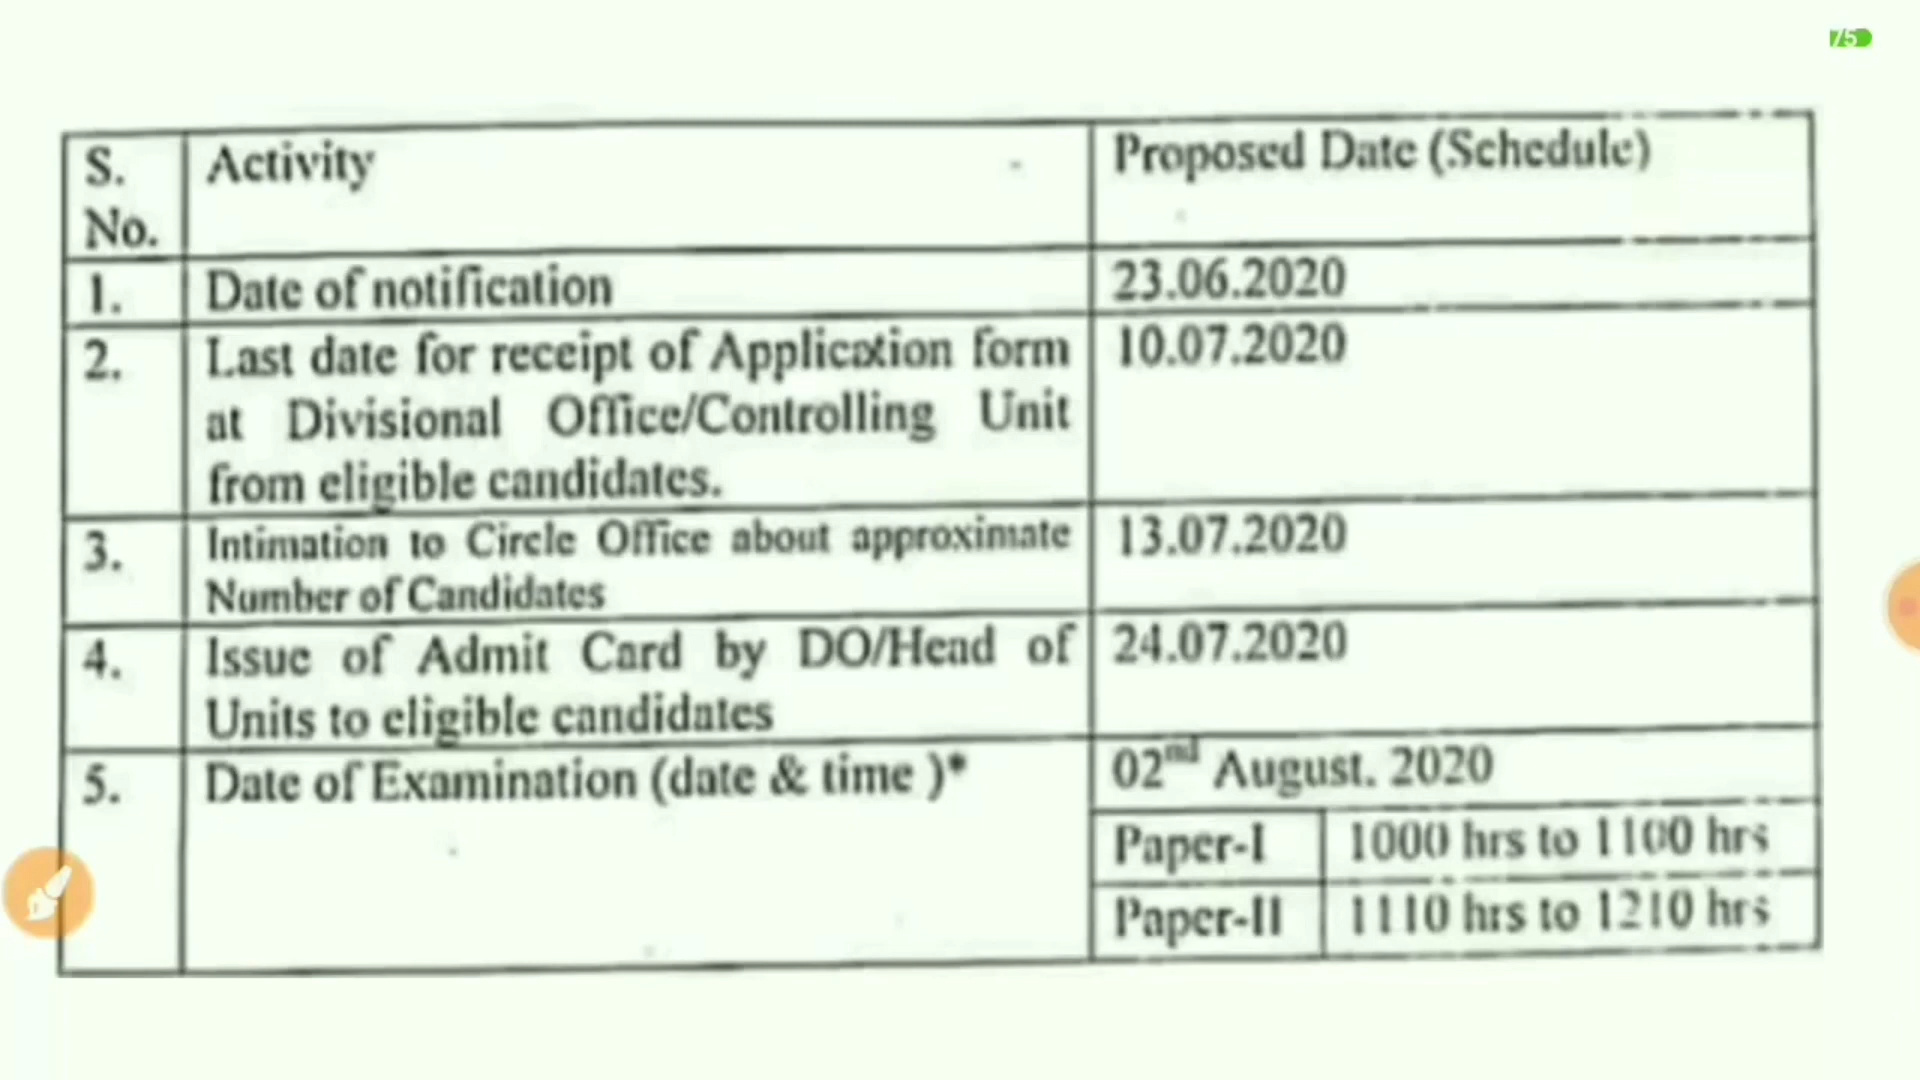 75
S. No. Activity Proposed Date (Schedule)
1. Date of notification 23.06.2020
2. Last date for receipt of Application form 10.07.2020
at Divisional Office/Controlling Unit
from eligible candidates.
3. Intimation to Circle Office about approximate 13.07.2020
Number of Candidates
4. Issue of Admit Card by DO/Head of 24.07.2020
Units to eligible candidates
5. Date of Examination (date & time )* 02nd August. 2020
Paper-I 1000 hrs to 1100 hrs
Paper-II 1110 hrs to 1210 hrs